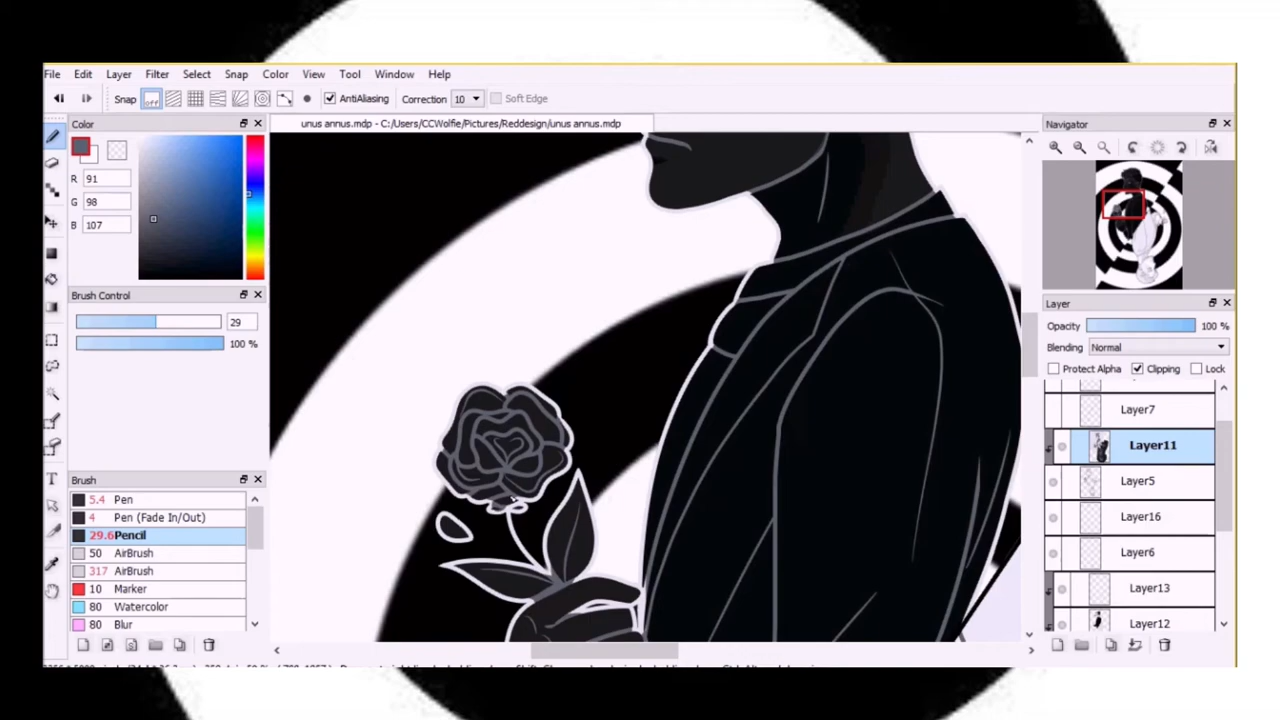 File Edit Layer Filter Select Snap Color View Tool Window Help
Snap off AntiAliasing Correction 10 Soft Edge
Color
unus annus.mdp - C:/Users/CCWolfie/Pictures/Reddesign/unus annus.mdp
Navigator
R 91
G 98
B 107
Brush Control
29
100 %
Layer
Opacity 100 %
Blending Normal
Protect Alpha Clipping Lock
Layer7
Layer11
Layer5
Layer16
Layer6
Layer13
Layer12
Brush
5.4 Pen
4 Pen (Fade In/Out)
29.6 Pencil
50 AirBrush
317 AirBrush
10 Marker
80 Watercolor
80 Blur